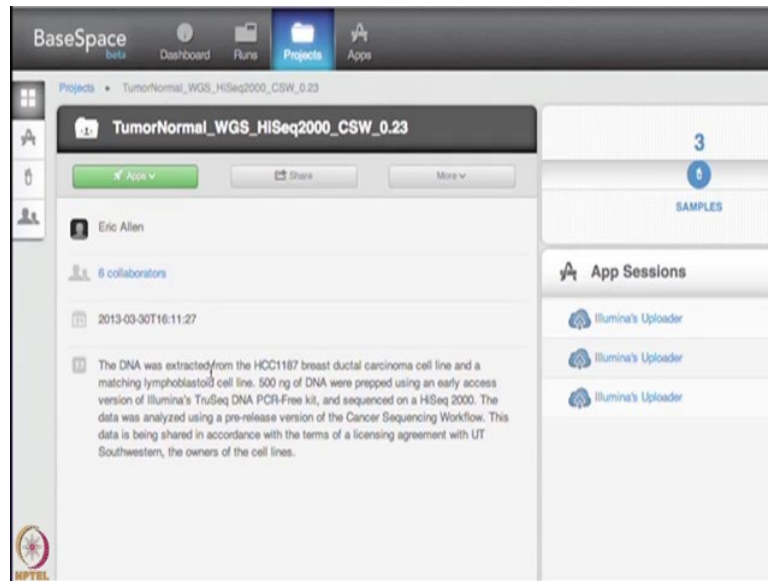 BaseSpace
beta
Dashboard
Runs
Projects
Apps
Projects • TumorNormal_WGS_HiSeq2000_CSW_0.23
TumorNormal_WGS_HiSeq2000_CSW_0.23
Apps
Share
More
3
SAMPLES
Eric Allen
6 collaborators
2013-03-30T16:11:27
The DNA was extracted from the HCC1187 breast ductal carcinoma cell line and a
matching lymphoblastoid cell line. 500 ng of DNA were prepped using an early access
version of Illumina's TruSeq DNA PCR-Free kit, and sequenced on a HiSeq 2000. The
data was analyzed using a pre-release version of the Cancer Sequencing Workflow. This
data is being shared in accordance with the terms of a licensing agreement with UT
Southwestern, the owners of the cell lines.
App Sessions
Illumina's Uploader
Illumina's Uploader
Illumina's Uploader
NPTEL